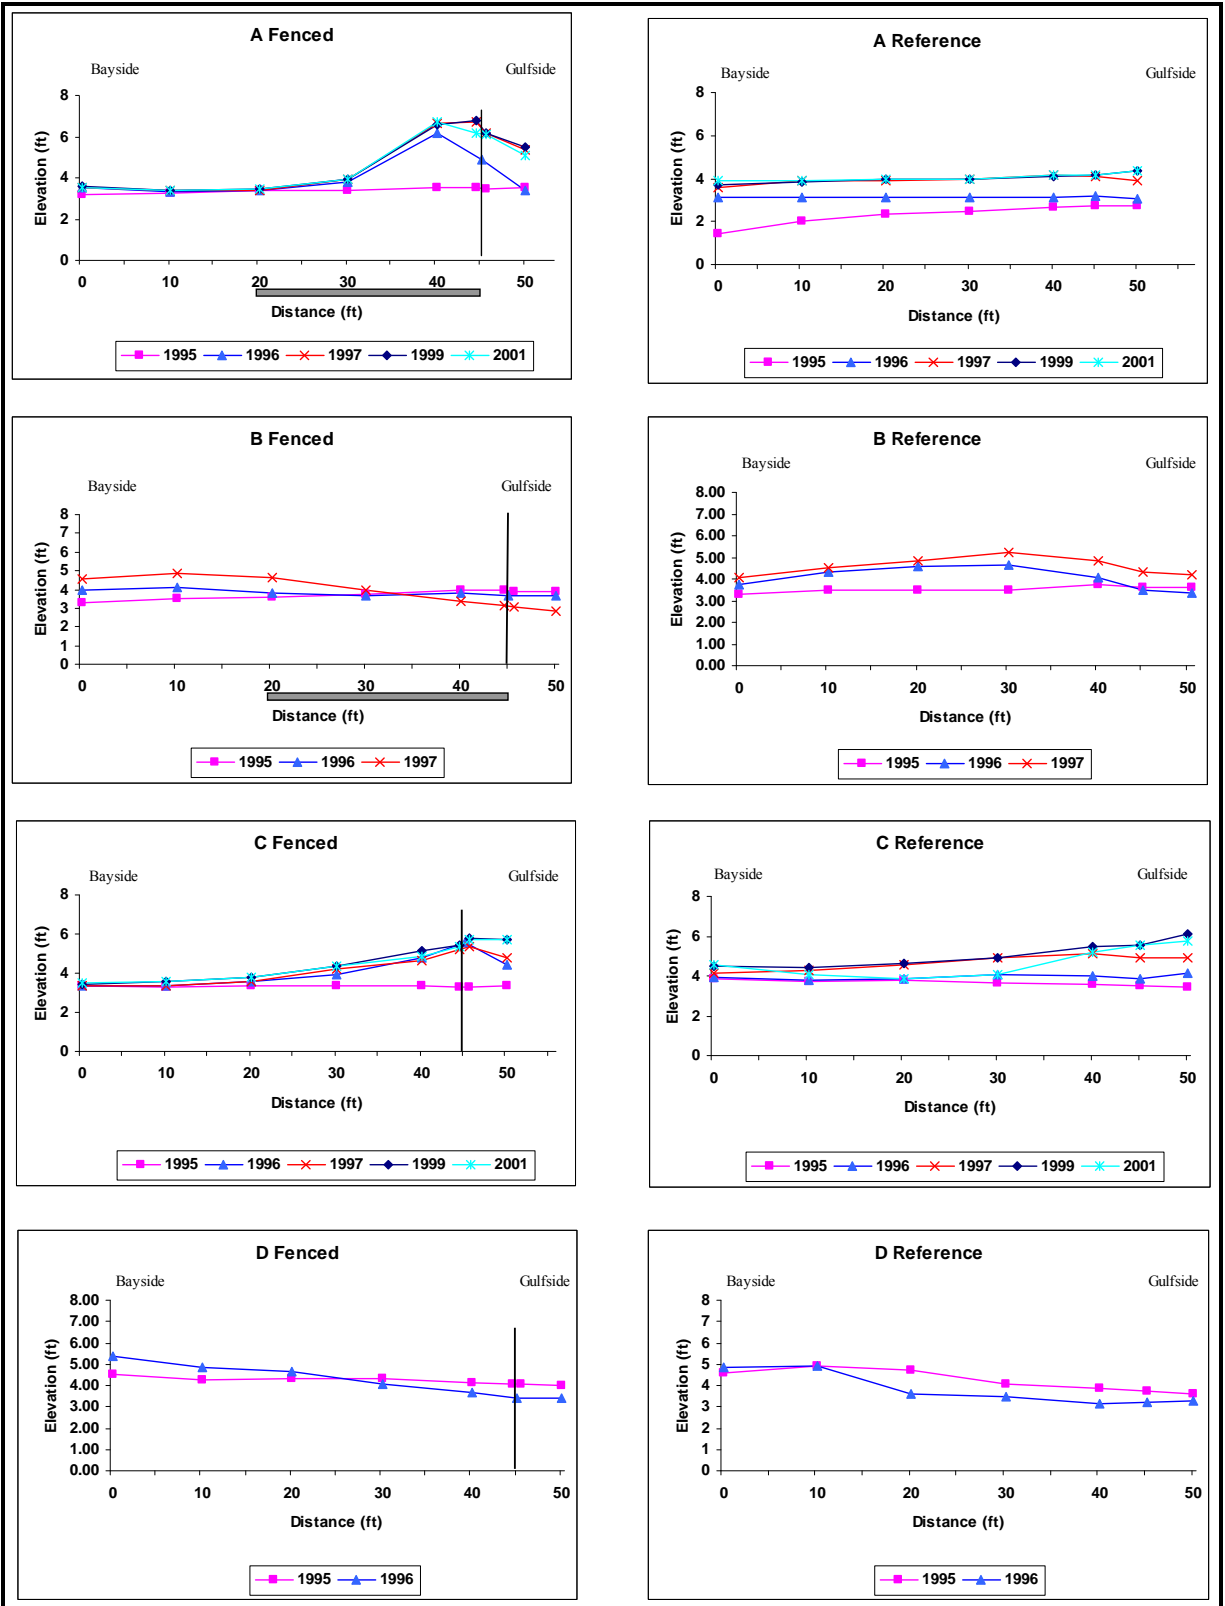 A Fenced
Bayside
Gulfside
8
6
4
2
0
Elevation (ft)
0 10 20 30 40 50
Distance (ft)
1995 1996 1997 1999 2001
A Reference
Bayside
Gulfside
8
6
4
2
0
Elevation (ft)
0 10 20 30 40 50
Distance (ft)
1995 1996 1997 1999 2001
B Fenced
Bayside
Gulfside
8
7
6
5
4
3
2
1
0
Elevation (ft)
0 10 20 30 40 50
Distance (ft)
1995 1996 1997
B Reference
Bayside
Gulfside
8.00
7.00
6.00
5.00
4.00
3.00
2.00
1.00
0.00
Elevation (ft)
0 10 20 30 40 50
Distance (ft)
1995 1996 1997
C Fenced
Bayside
Gulfside
8
6
4
2
0
Elevation (ft)
0 10 20 30 40 50
Distance (ft)
1995 1996 1997 1999 2001
C Reference
Bayside
Gulfside
8
6
4
2
0
Elevation (ft)
0 10 20 30 40 50
Distance (ft)
1995 1996 1997 1999 2001
D Fenced
Bayside
Gulfside
8.00
7.00
6.00
5.00
4.00
3.00
2.00
1.00
0.00
Elevation (ft)
0 10 20 30 40 50
Distance (ft)
1995 1996
D Reference
Bayside
Gulfside
8
7
6
5
4
3
2
1
0
Elevation (ft)
0 10 20 30 40 50
Distance (ft)
1995 1996